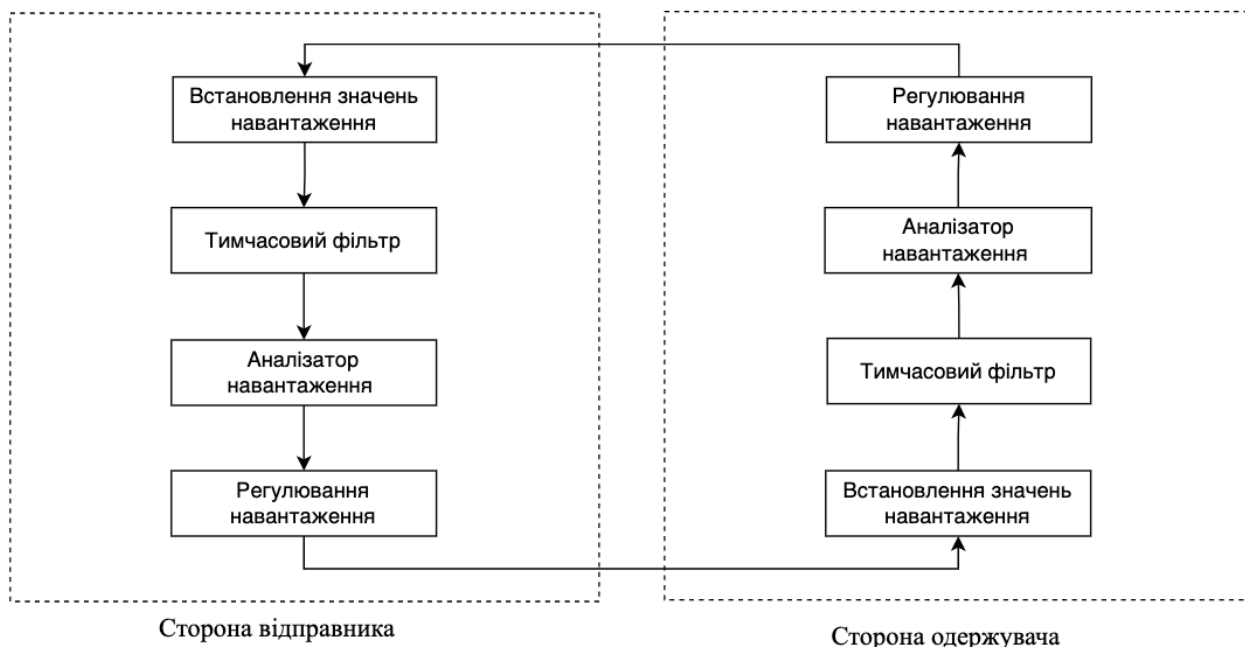 Встановлення значень
навантаження
Тимчасовий фільтр
Аналізатор
навантаження
Регулювання
навантаження
Сторона відправника
Регулювання
навантаження
Аналізатор
навантаження
Тимчасовий фільтр
Встановлення значень
навантаження
Сторона одержувача